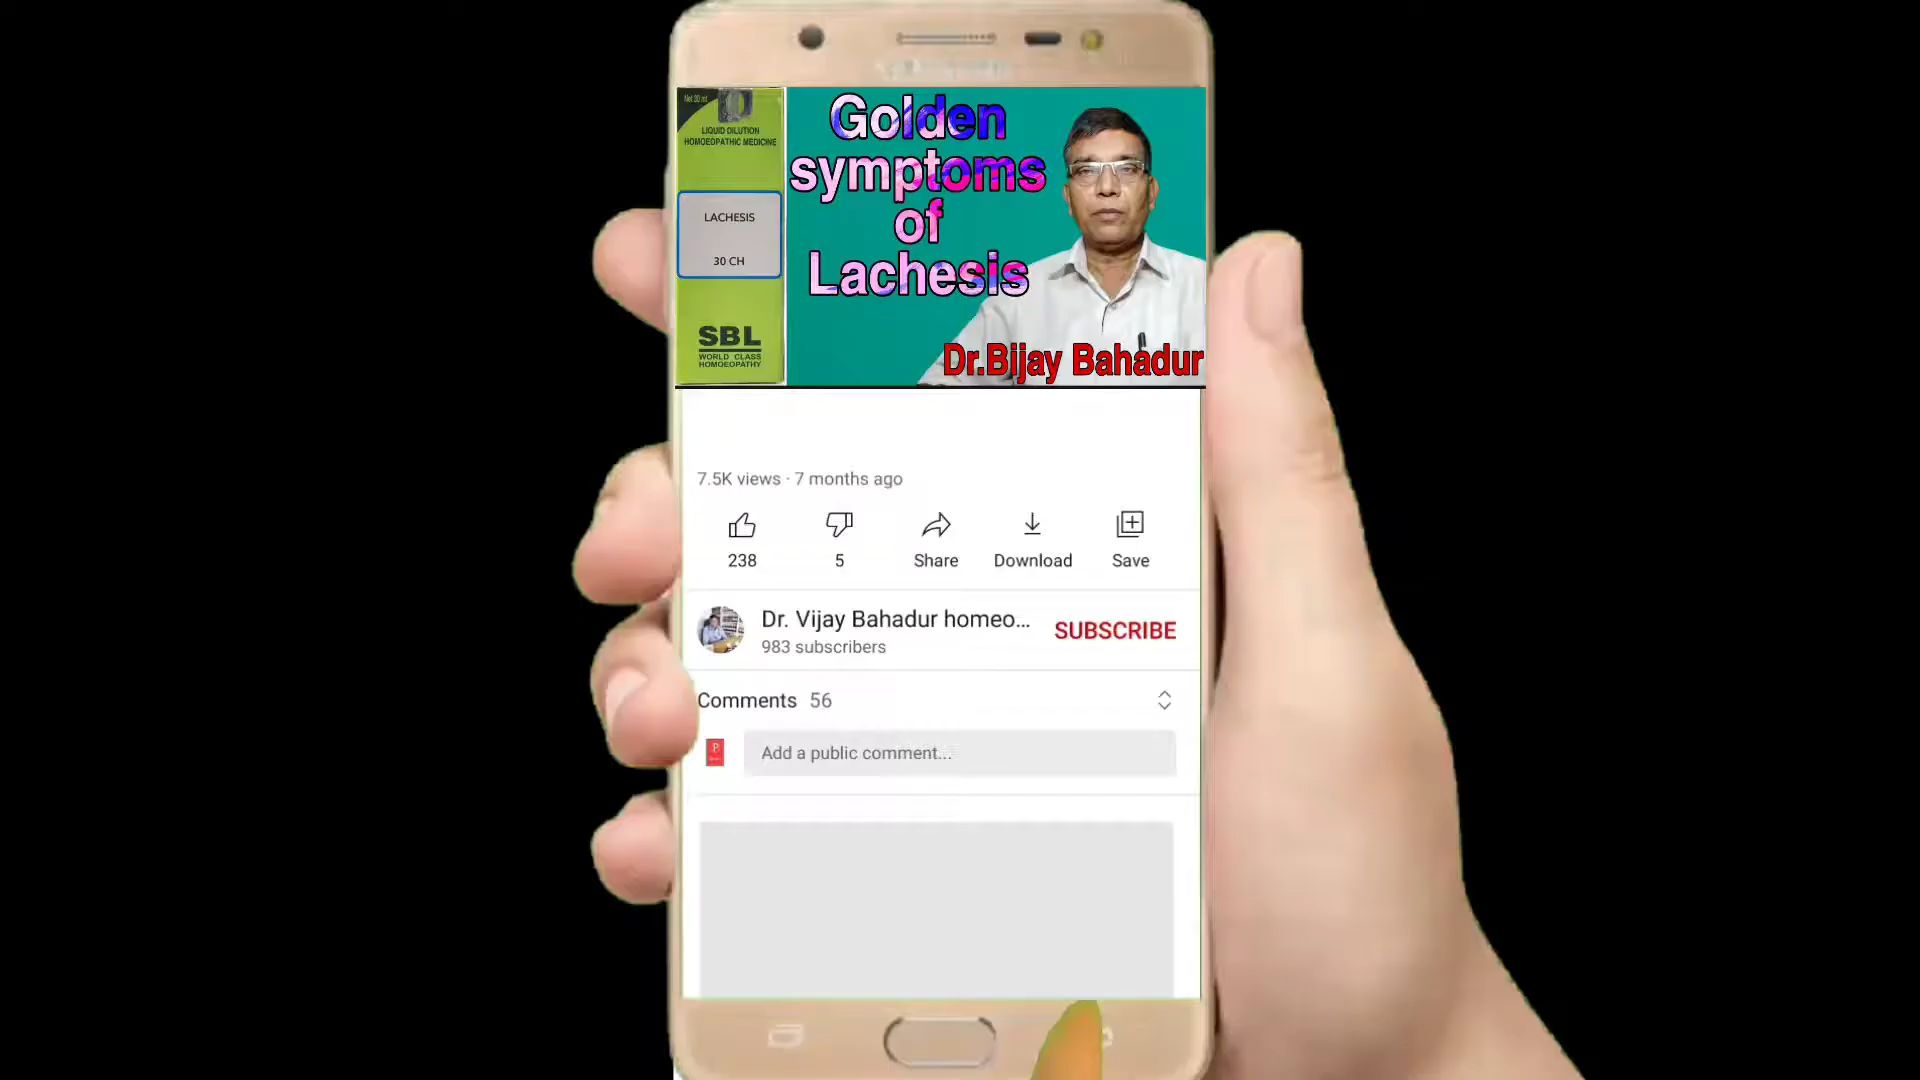 Net 30 ml
LIQUID DILUTION
HOMOEOPATHIC MEDICINE
LACHESIS
30 CH
SBL
WORLD CLASS
HOMOEOPATHY
Golden
symptoms
of
Lachesis
Dr.Bijay Bahadur
7.5K views · 7 months ago
238
5
Share
Download
Save
Dr. Vijay Bahadur homeo...
983 subscribers
SUBSCRIBE
Comments 56
P
Add a public comment...